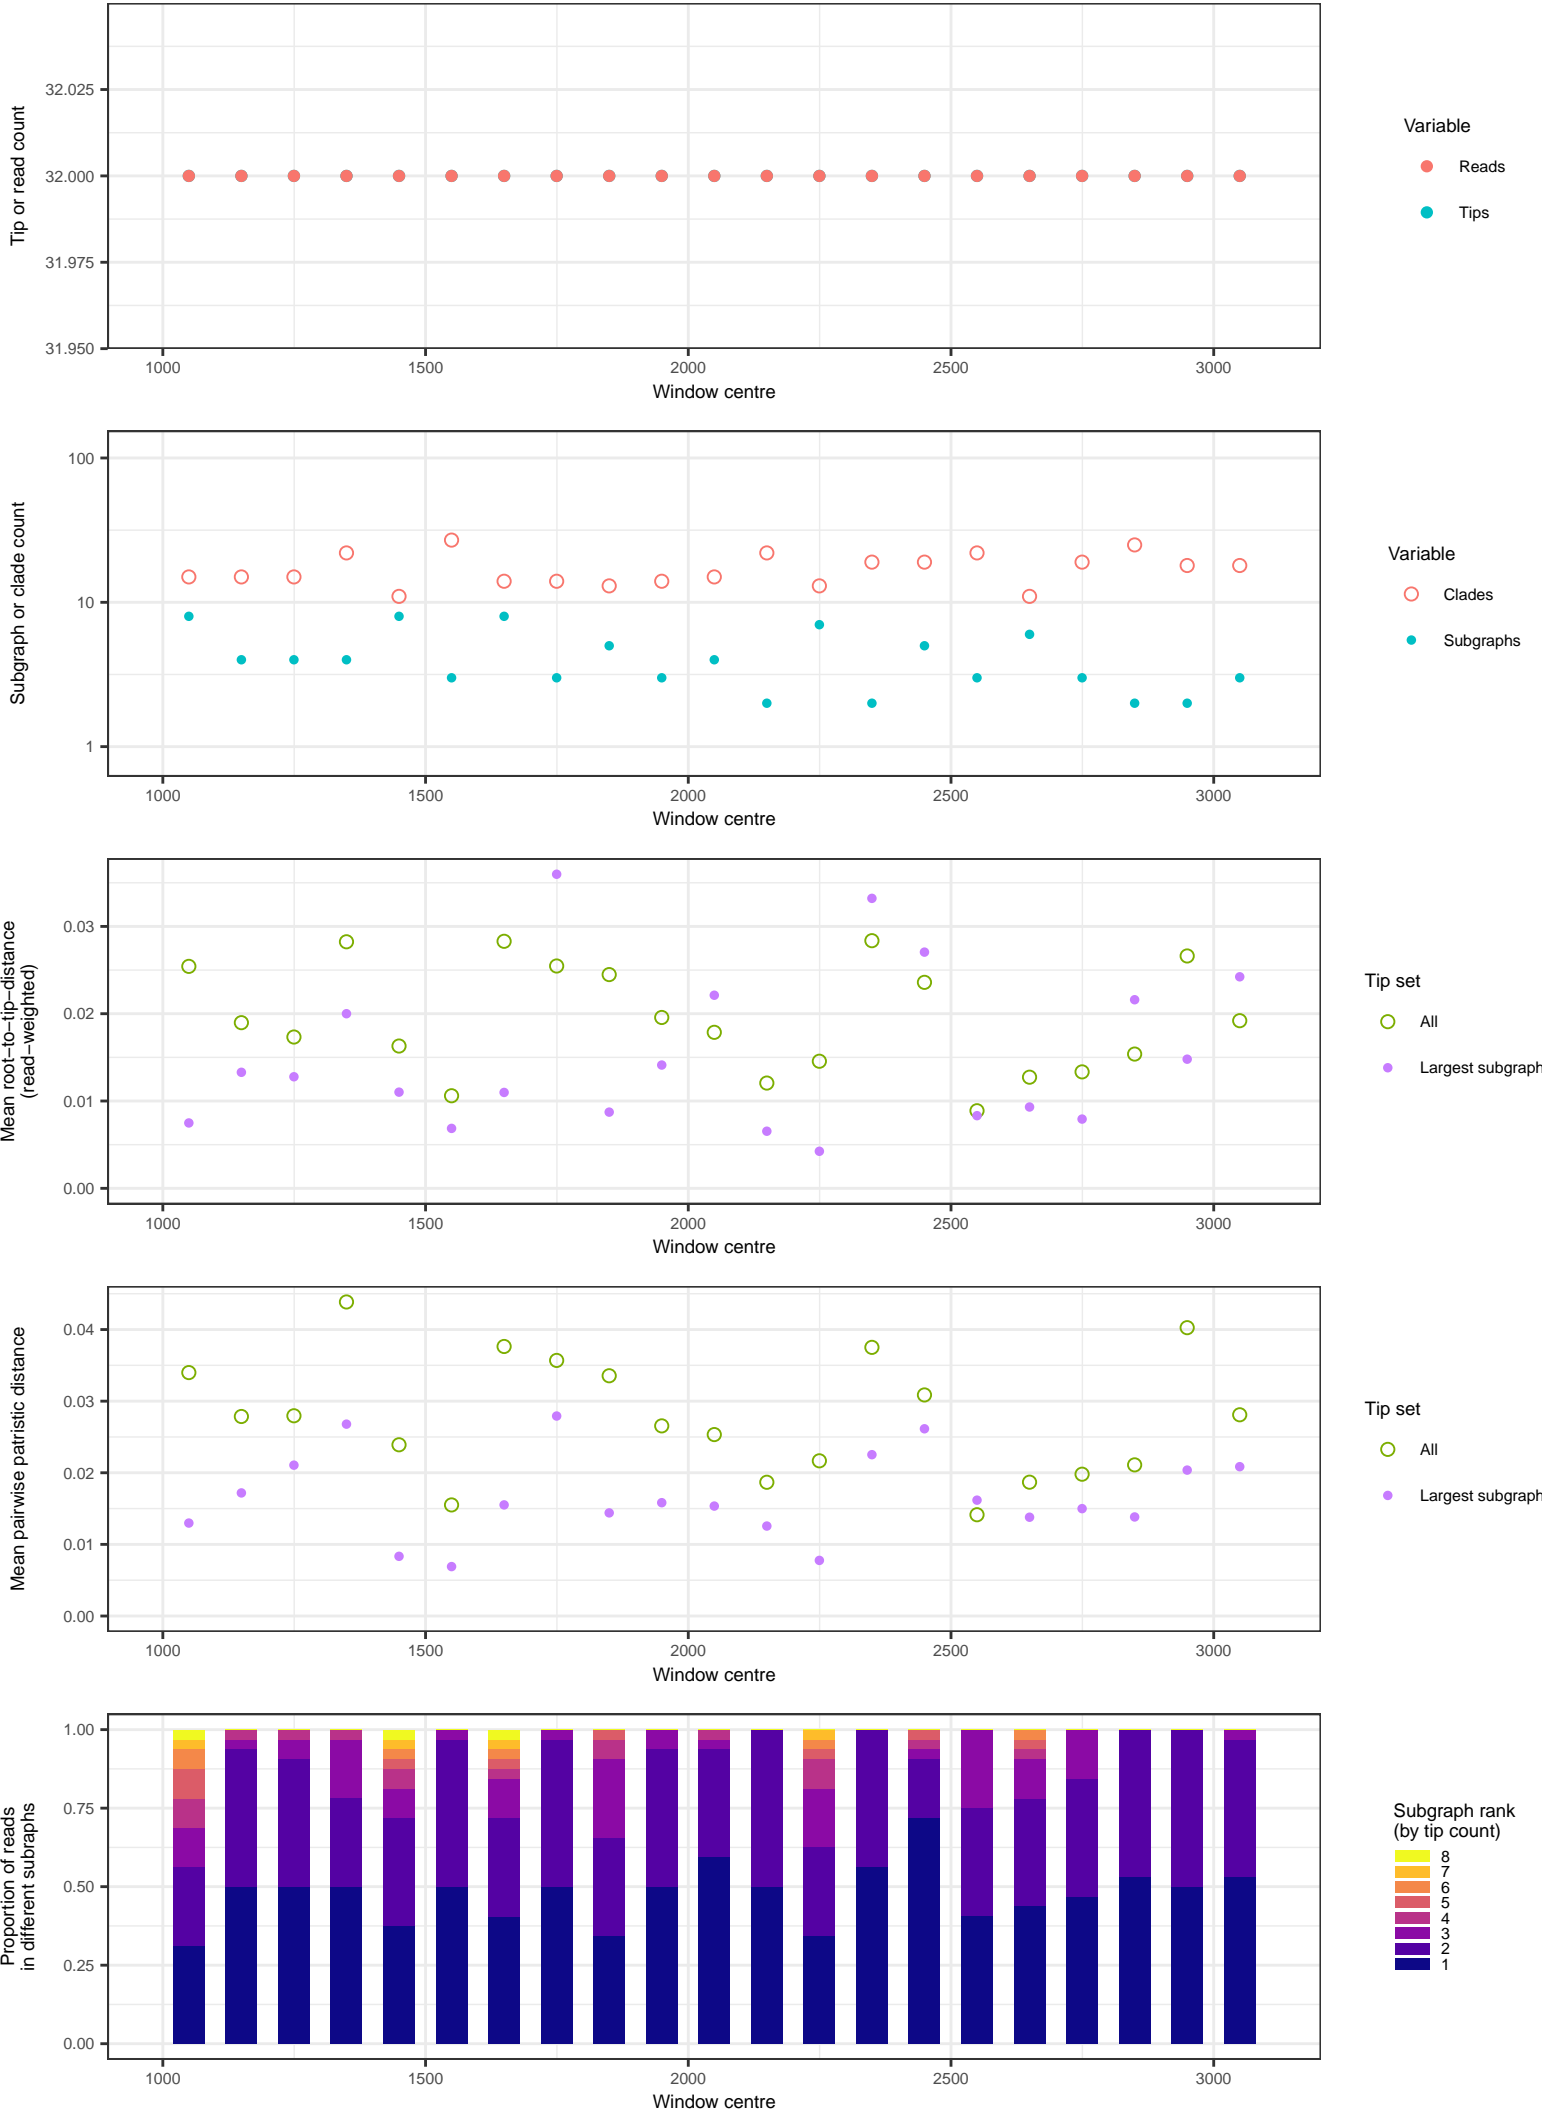 Tip or read count
32.025
32.000
31.975
31.950
1000 1500 2000 2500 3000
Window centre
Variable
Reads
Tips
Subgraph or clade count
100
10
1
1000 1500 2000 2500 3000
Window centre
Variable
Clades
Subgraphs
Mean root−to−tip−distance
(read−weighted)
0.03
0.02
0.01
0.00
1000 1500 2000 2500 3000
Window centre
Tip set
All
Largest subgraph
Mean pairwise patristic distance
0.04
0.03
0.02
0.01
0.00
1000 1500 2000 2500 3000
Window centre
Tip set
All
Largest subgraph
Proportion of reads
in different subraphs
1.00
0.75
0.50
0.25
0.00
1000 1500 2000 2500 3000
Window centre
Subgraph rank
(by tip count)
8
7
6
5
4
3
2
1